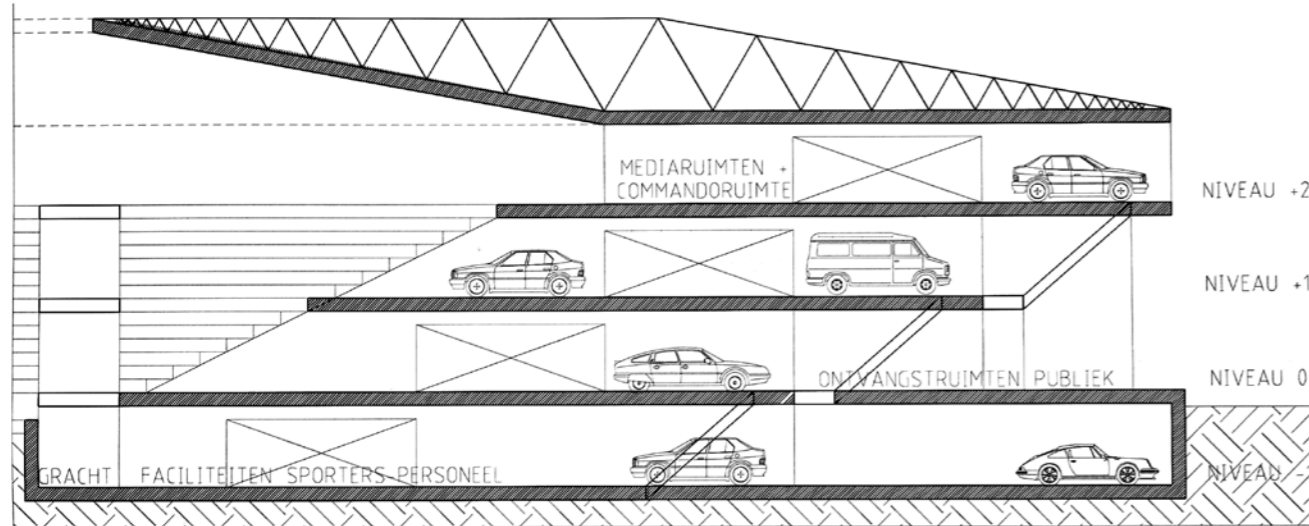 MEDIARUIMTEN +
COMMANDORUIMTE
NIVEAU +2
NIVEAU +1
ONTVANGSTRUIMTEN PUBLIEK
NIVEAU 0
GRACHT FACILITEITEN SPORTERS-PERSONEEL
NIVEAU -